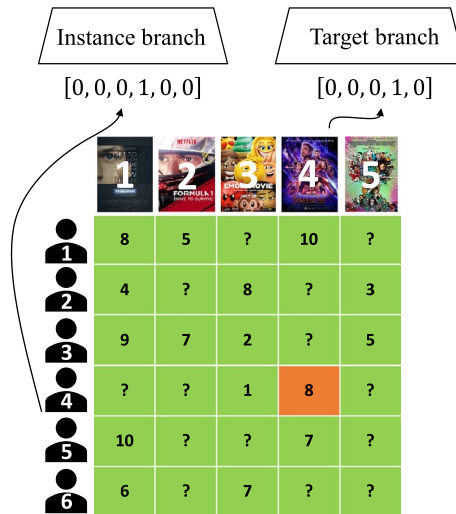 Instance branch Target branch
[0, 0, 0, 1, 0, 0] [0, 0, 0, 1, 0]
NETFLIX
1 2 3 4 5
FORMULA 1
DRIVE TO SURVIVE
1 8 5 ? 10 ?
2 4 ? 8 ? 3
3 9 7 2 ? 5
4 ? ? 1 8 ?
5 10 ? ? 7 ?
6 6 ? 7 ? ?